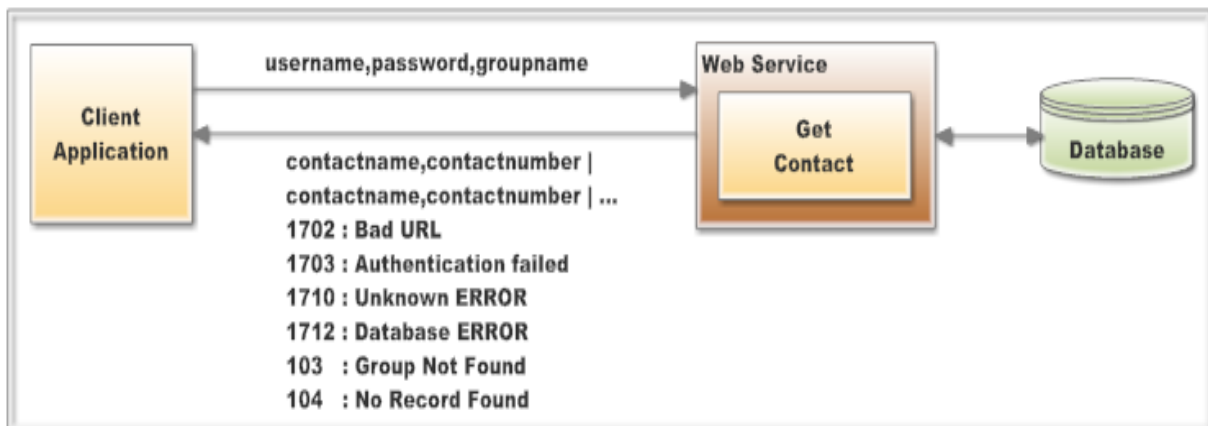 Client
Application
username,password,groupname
contactname,contactnumber |
contactname,contactnumber | ...
1702 : Bad URL
1703 : Authentication failed
1710 : Unknown ERROR
1712 : Database ERROR
103 : Group Not Found
104 : No Record Found
Web Service
Get
Contact
Database